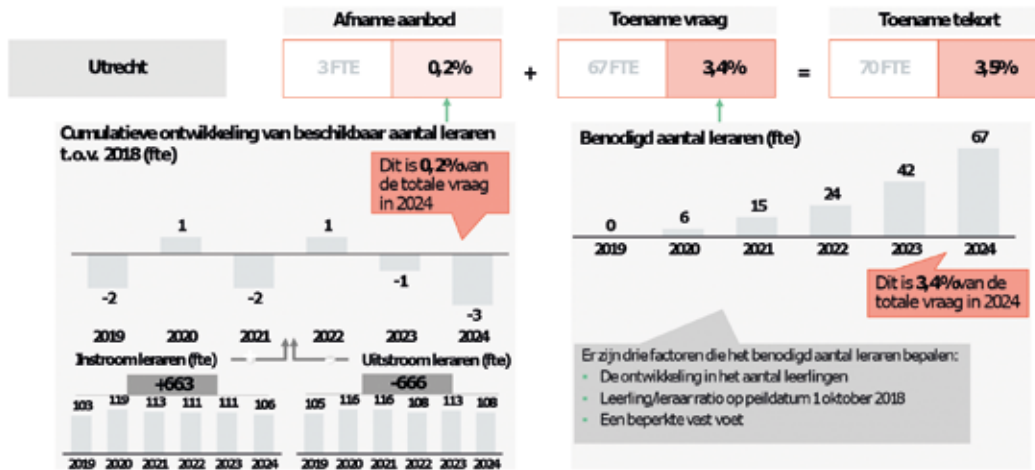 Afname aanbod
Toename vraag
Toename tekort
Utrecht
3 FTE 0,2% + 67 FTE 3,4% = 70 FTE 3,5%
Cumulatieve ontwikkeling van beschikbaar aantal leraren
t.o.v. 2018 (fte)
Dit is 0,2% van
de totale vraag
in 2024
-2 1 -2 1 -1 -3
2019 2020 2021 2022 2023 2024
Instroom leraren (fte)
+663
103 119 113 111 111 106
2019 2020 2021 2022 2023 2024
Uitstroom leraren (fte)
-666
105 116 116 108 113 108
2019 2020 2021 2022 2023 2024
Benodigd aantal leraren (fte)
0 6 15 24 42 67
2019 2020 2021 2022 2023 2024
Dit is 3,4% van de
totale vraag in 2024
Er zijn drie factoren die het benodigd aantal leraren bepalen:
• De ontwikkeling in het aantal leerlingen
• Leerling/leraar ratio op peildatum 1 oktober 2018
• Een beperkte vast voet